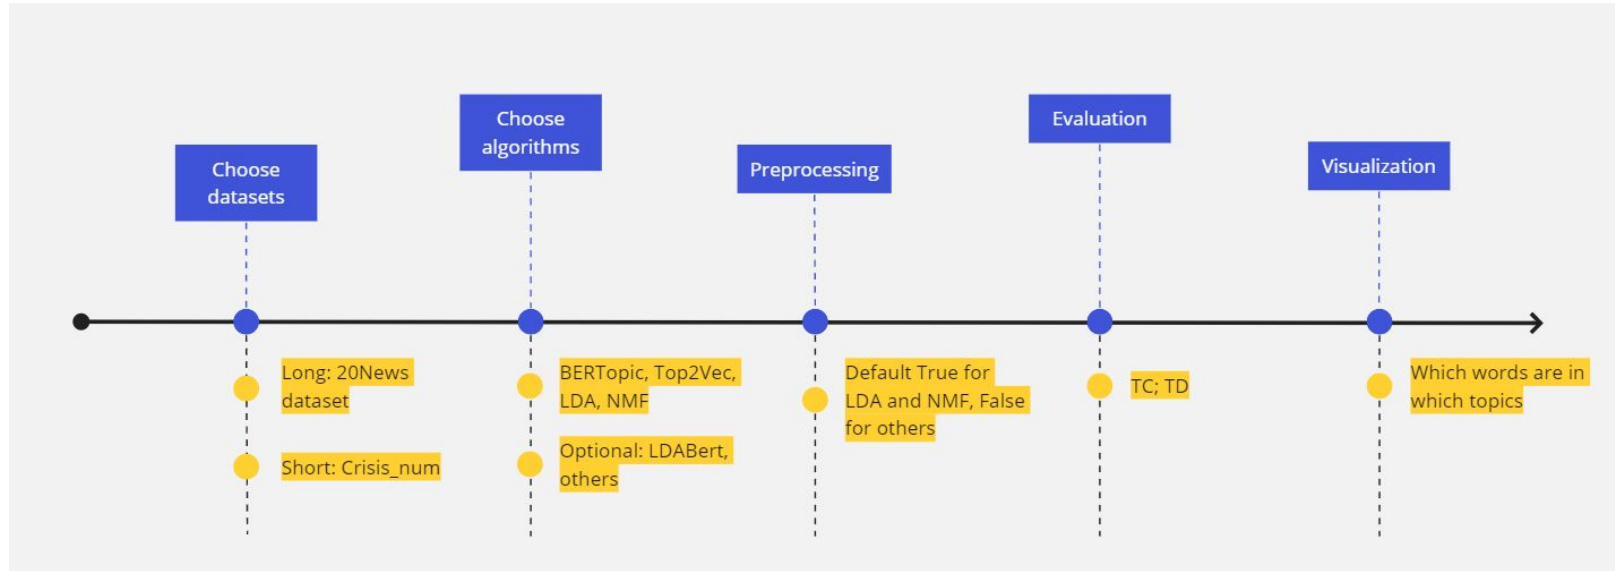 Choose
datasets
Choose
algorithms
Preprocessing
Evaluation
Visualization
Long: 20News
dataset
Short: Crisis_num
BERTopic, Top2Vec,
LDA, NMF
Optional: LDABert,
others
Default True for
LDA and NMF, False
for others
TC; TD
Which words are in
which topics